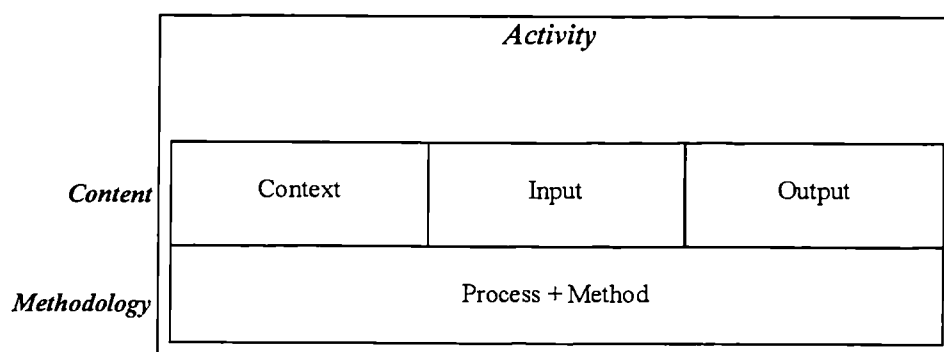 Activity
Content Context Input Output
Methodology Process + Method